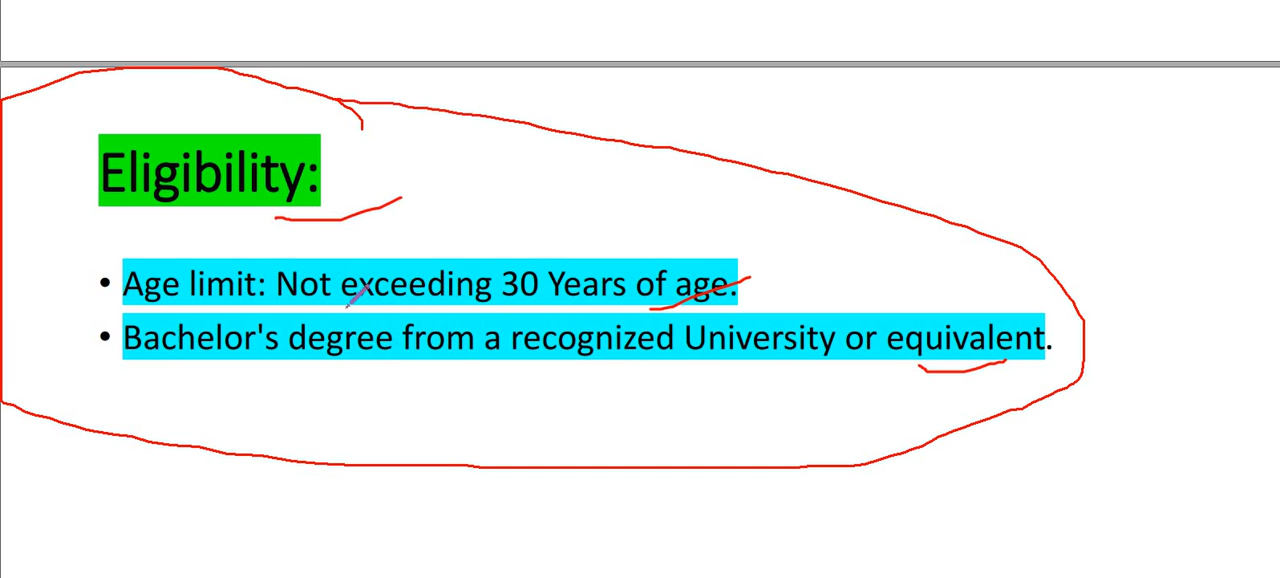 Eligibility:
• Age limit: Not exceeding 30 Years of age.
• Bachelor's degree from a recognized University or equivalent.